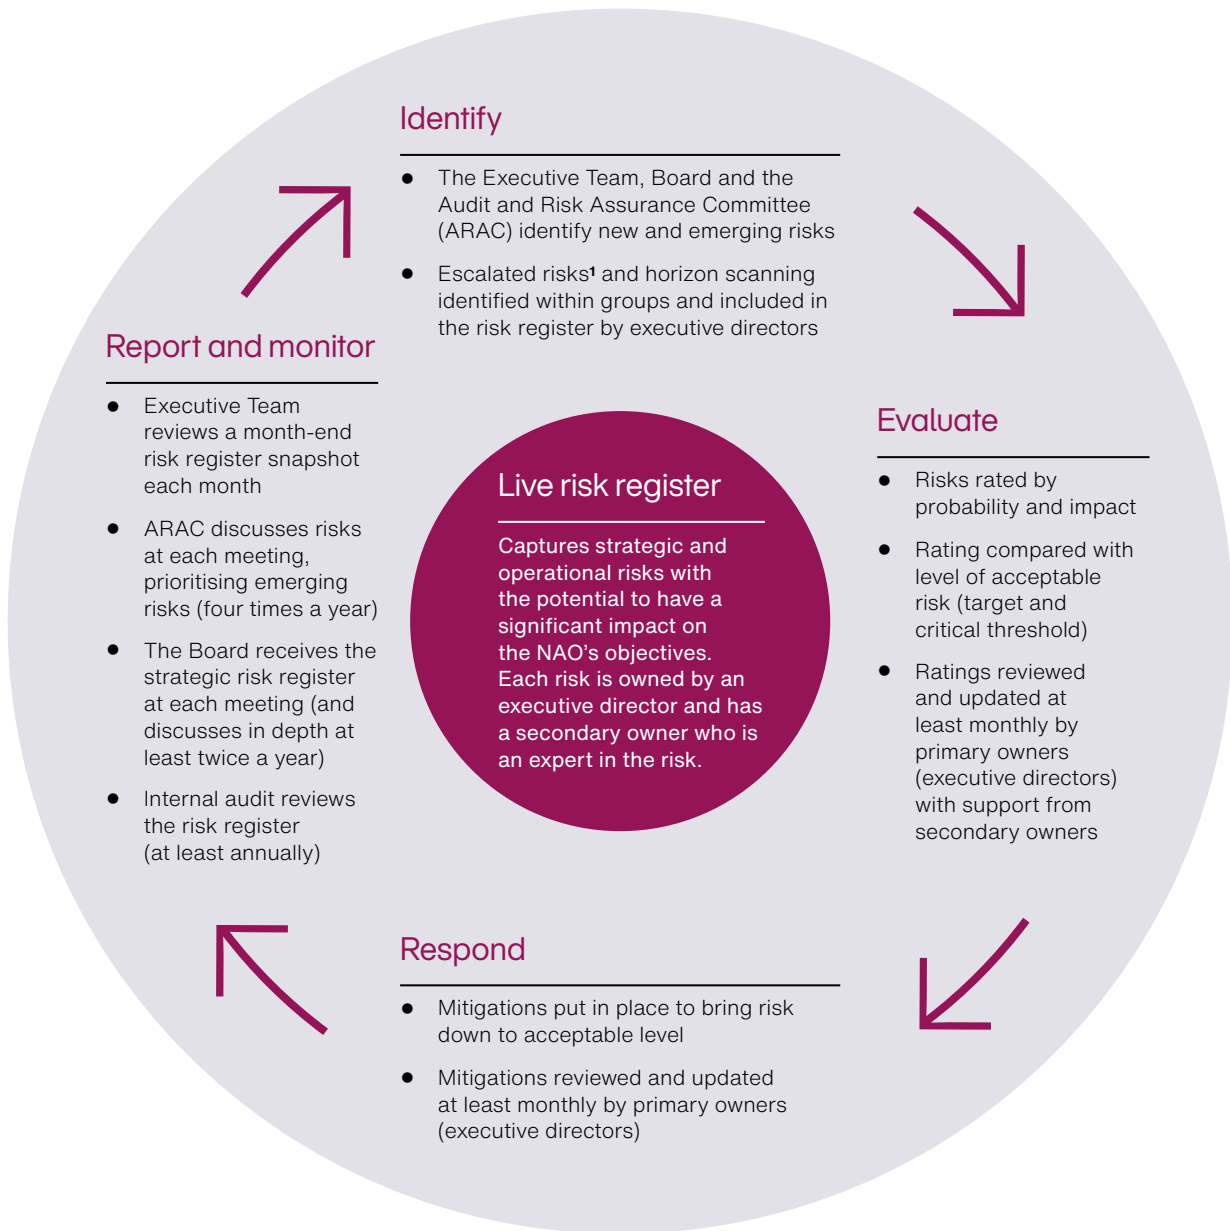 Identify
● The Executive Team, Board and the
Audit and Risk Assurance Committee
(ARAC) identify new and emerging risks
● Escalated risks¹ and horizon scanning
identified within groups and included in
the risk register by executive directors
Evaluate
● Risks rated by
probability and impact
● Rating compared with
level of acceptable
risk (target and
critical threshold)
● Ratings reviewed
and updated at
least monthly by
primary owners
(executive directors)
with support from
secondary owners
Respond
● Mitigations put in place to bring risk
down to acceptable level
● Mitigations reviewed and updated
at least monthly by primary owners
(executive directors)
Report and monitor
● Executive Team
reviews a month-end
risk register snapshot
each month
● ARAC discusses risks
at each meeting,
prioritising emerging
risks (four times a year)
● The Board receives the
strategic risk register
at each meeting (and
discusses in depth at
least twice a year)
● Internal audit reviews
the risk register
(at least annually)
Live risk register
Captures strategic and
operational risks with
the potential to have a
significant impact on
the NAO’s objectives.
Each risk is owned by an
executive director and has
a secondary owner who is
an expert in the risk.